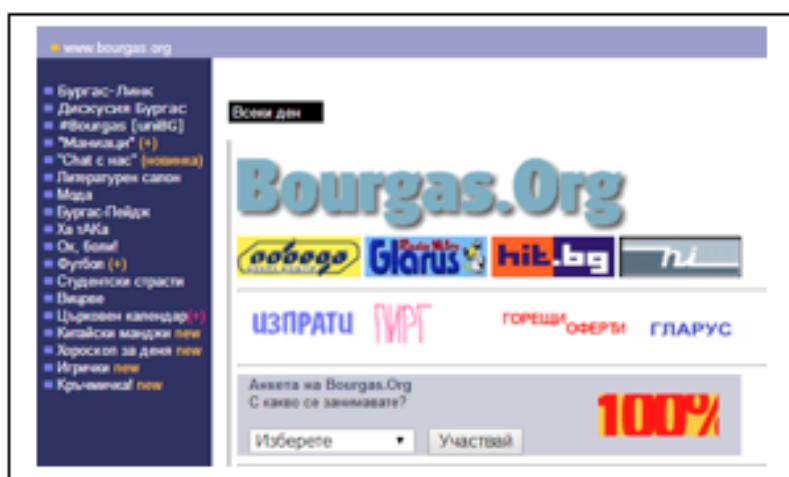 www.bourgas.org
Бургас-Линк
Дискусия Бургас
#Bourgas [uniBG]
"Маниаци" (+)
"Chat с нас" (новинка)
Литературен салон
Мода
Бургас-Пейдж
Ха тАКа
Ох, боли!
Футбол (+)
Студентски страсти
Вицове
Църковен календар(+)
Китайски манджи new
Хороскоп за деня new
Игрички new
Кръчмичка! new
Всеки ден
Bourgas.Org
Glarus hit.bg
ИЗПРАТИ ГОРЕЩИ ОФЕРТИ ГЛАРУС
Анкета на Bourgas.Org
С какво се занимавате?
100%
Изберете Участвай